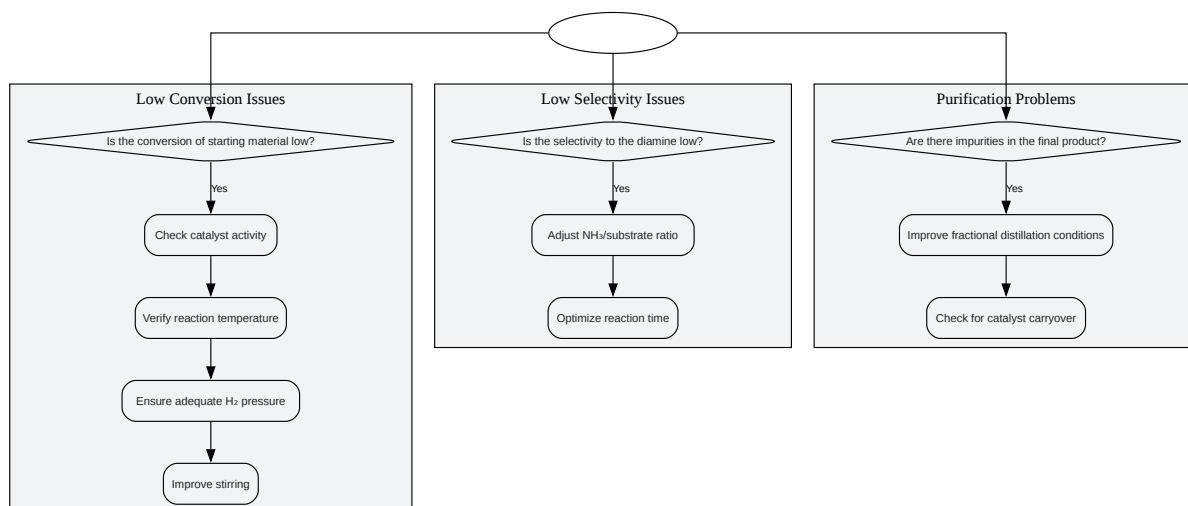 Low Conversion Issues
Is the conversion of starting material low?
Yes
Check catalyst activity
Verify reaction temperature
Ensure adequate H₂ pressure
Improve stirring
Low Selectivity Issues
Is the selectivity to the diamine low?
Yes
Adjust NH₃/substrate ratio
Optimize reaction time
Purification Problems
Are there impurities in the final product?
Yes
Improve fractional distillation conditions
Check for catalyst carryover